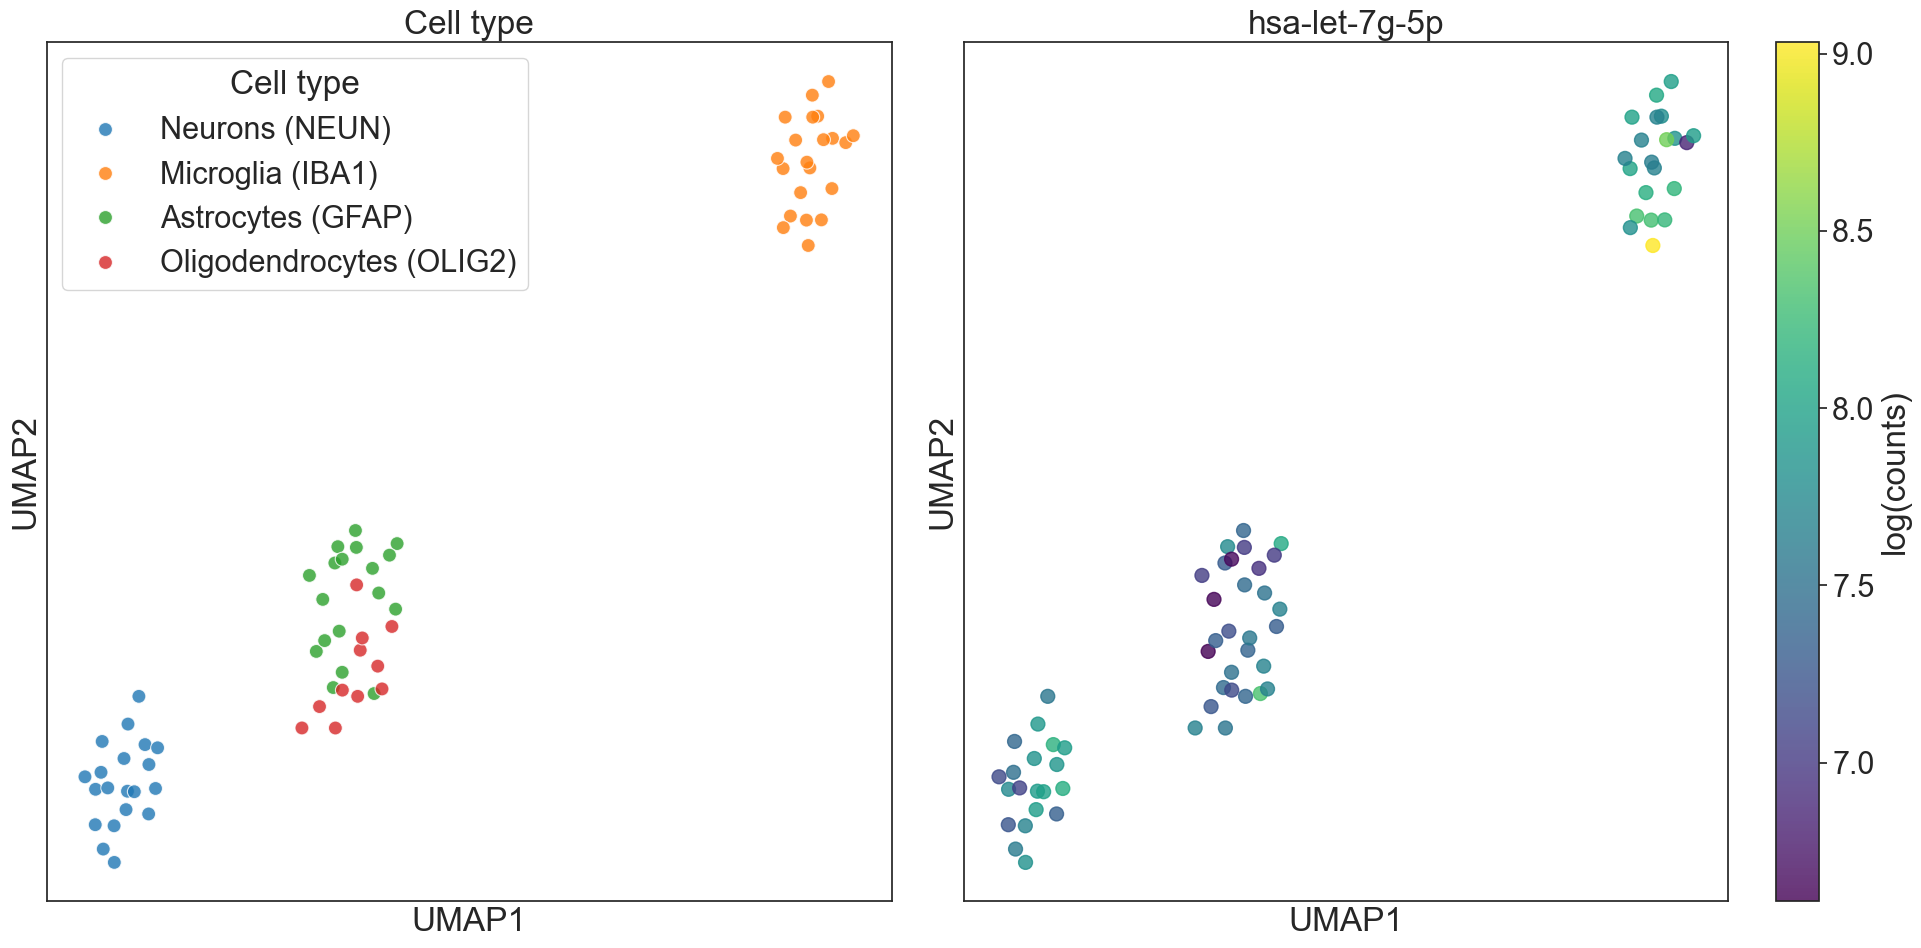 Cell type
Cell type
Neurons (NEUN)
Microglia (IBA1)
Astrocytes (GFAP)
Oligodendrocytes (OLIG2)
UMAP2
UMAP1
hsa-let-7g-5p
UMAP2
UMAP1
9.0
8.5
8.0
7.5
7.0
log(counts)